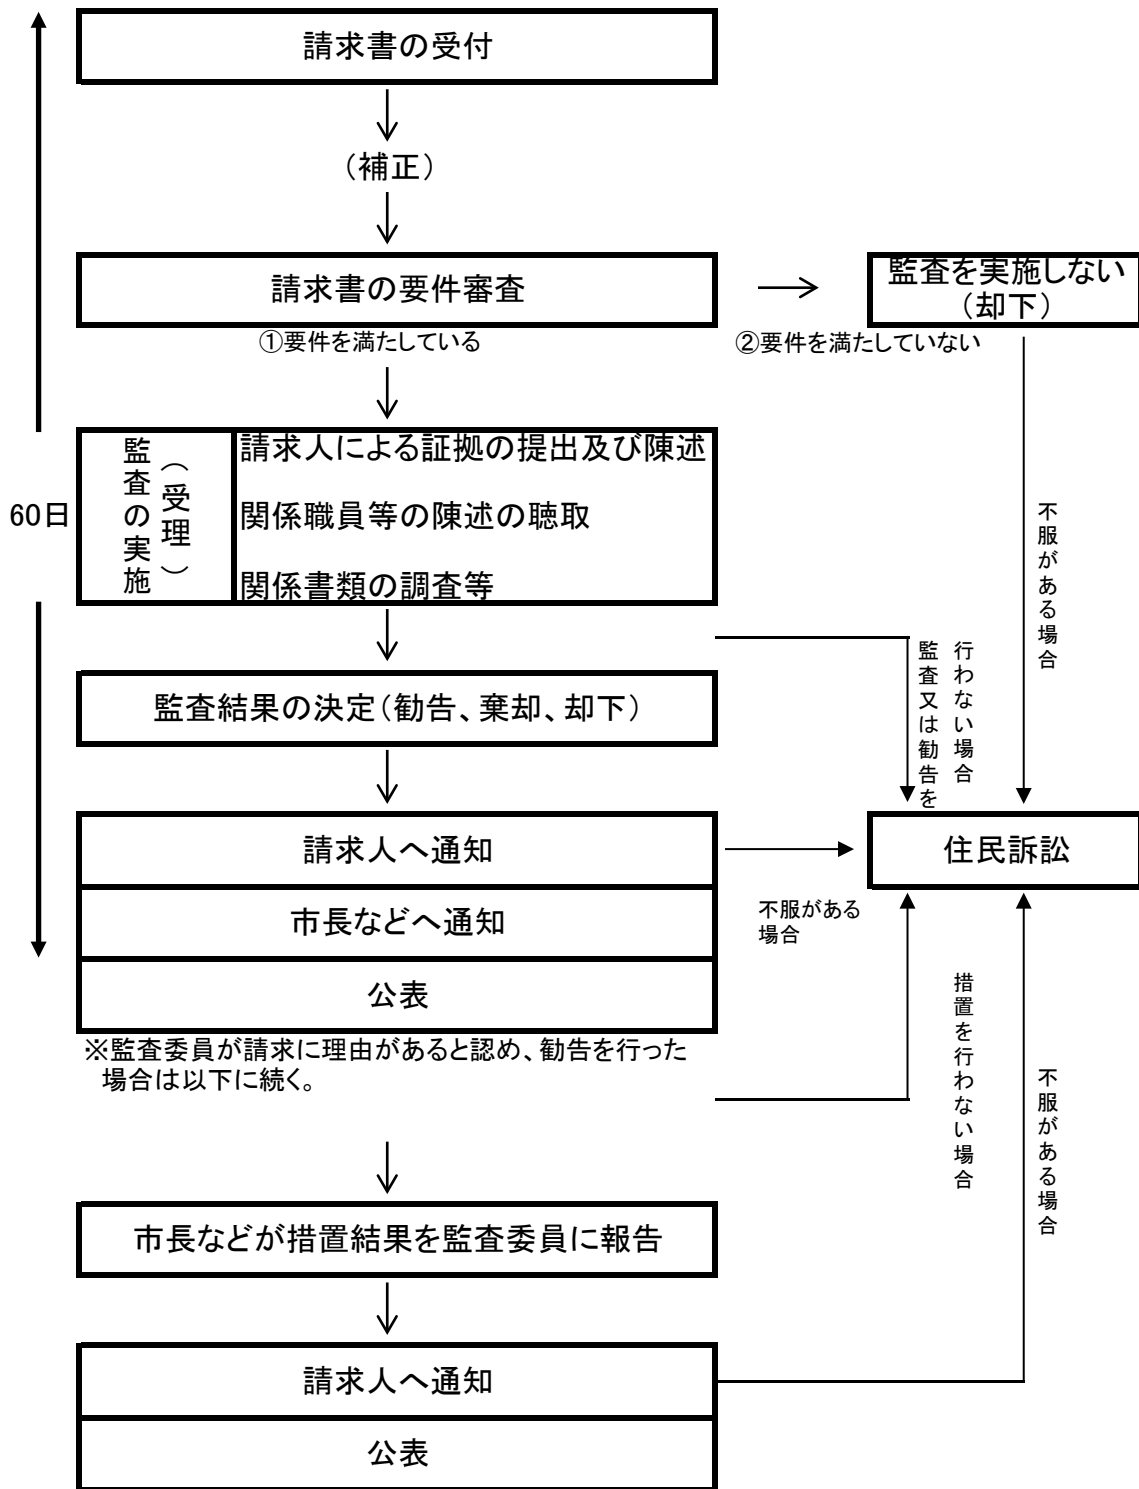 請求書の受付
（補正）
請求書の要件審査
監査を実施しない
（却下）
①要件を満たしている
②要件を満たしていない
60日
監査の実施
（受理）
請求人による証拠の提出及び陳述
関係職員等の陳述の聴取
関係書類の調査等
不服がある場合
監査又は勧告を
行わない場合
監査結果の決定（勧告、棄却、却下）
請求人へ通知
住民訴訟
市長などへ通知
不服がある
場合
公表
※監査委員が請求に理由があると認め、勧告を行った
場合は以下に続く。
措置を行わない場合
不服がある場合
市長などが措置結果を監査委員に報告
請求人へ通知
公表